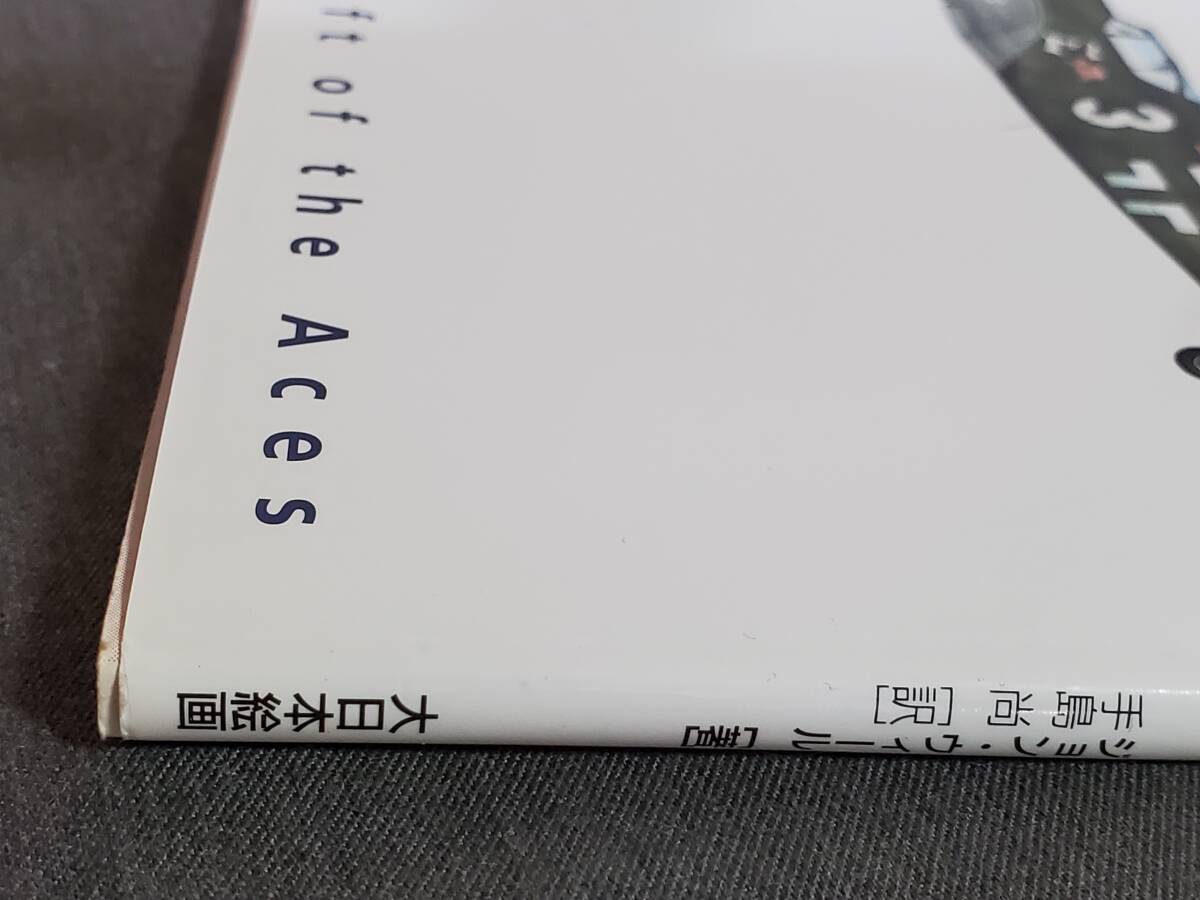 ft of the Aces
3
ジョン・ウィール[著]
手島 尚[訳]
大日本絵画